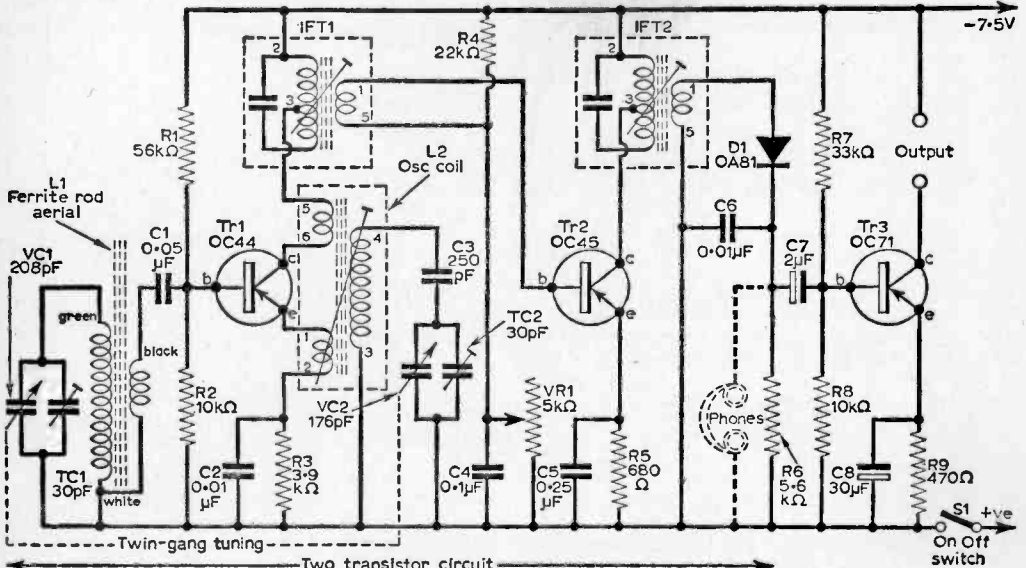 -7·5V
IFT1
2
3
1
5
R4
22kΩ
IFT2
2
3
1
5
R1
56kΩ
L2
Osc coil
D1
OA81
R7
33kΩ
Output
L1
Ferrite rod
aerial
VC1
208pF
C1
0·05
µF
Tr1
OC44
b
c
e
5
6
4
C3
250
pF
Tr2
OC45
b
c
e
C6
0·01µF
C7
2µF
Tr3
OC71
b
c
e
green
black
white
TC1
30pF
R2
10kΩ
1
2
3
TC2
30pF
VC2
176pF
C2
0·01
µF
R3
3·9
kΩ
C4
0·1µF
VR1
5kΩ
C5
0·25
µF
R5
680
Ω
Phones
R6
5·6
kΩ
R8
10kΩ
C8
30µF
R9
470Ω
S1
+ve
On Off
switch
Twin-gang tuning
Two transistor circuit